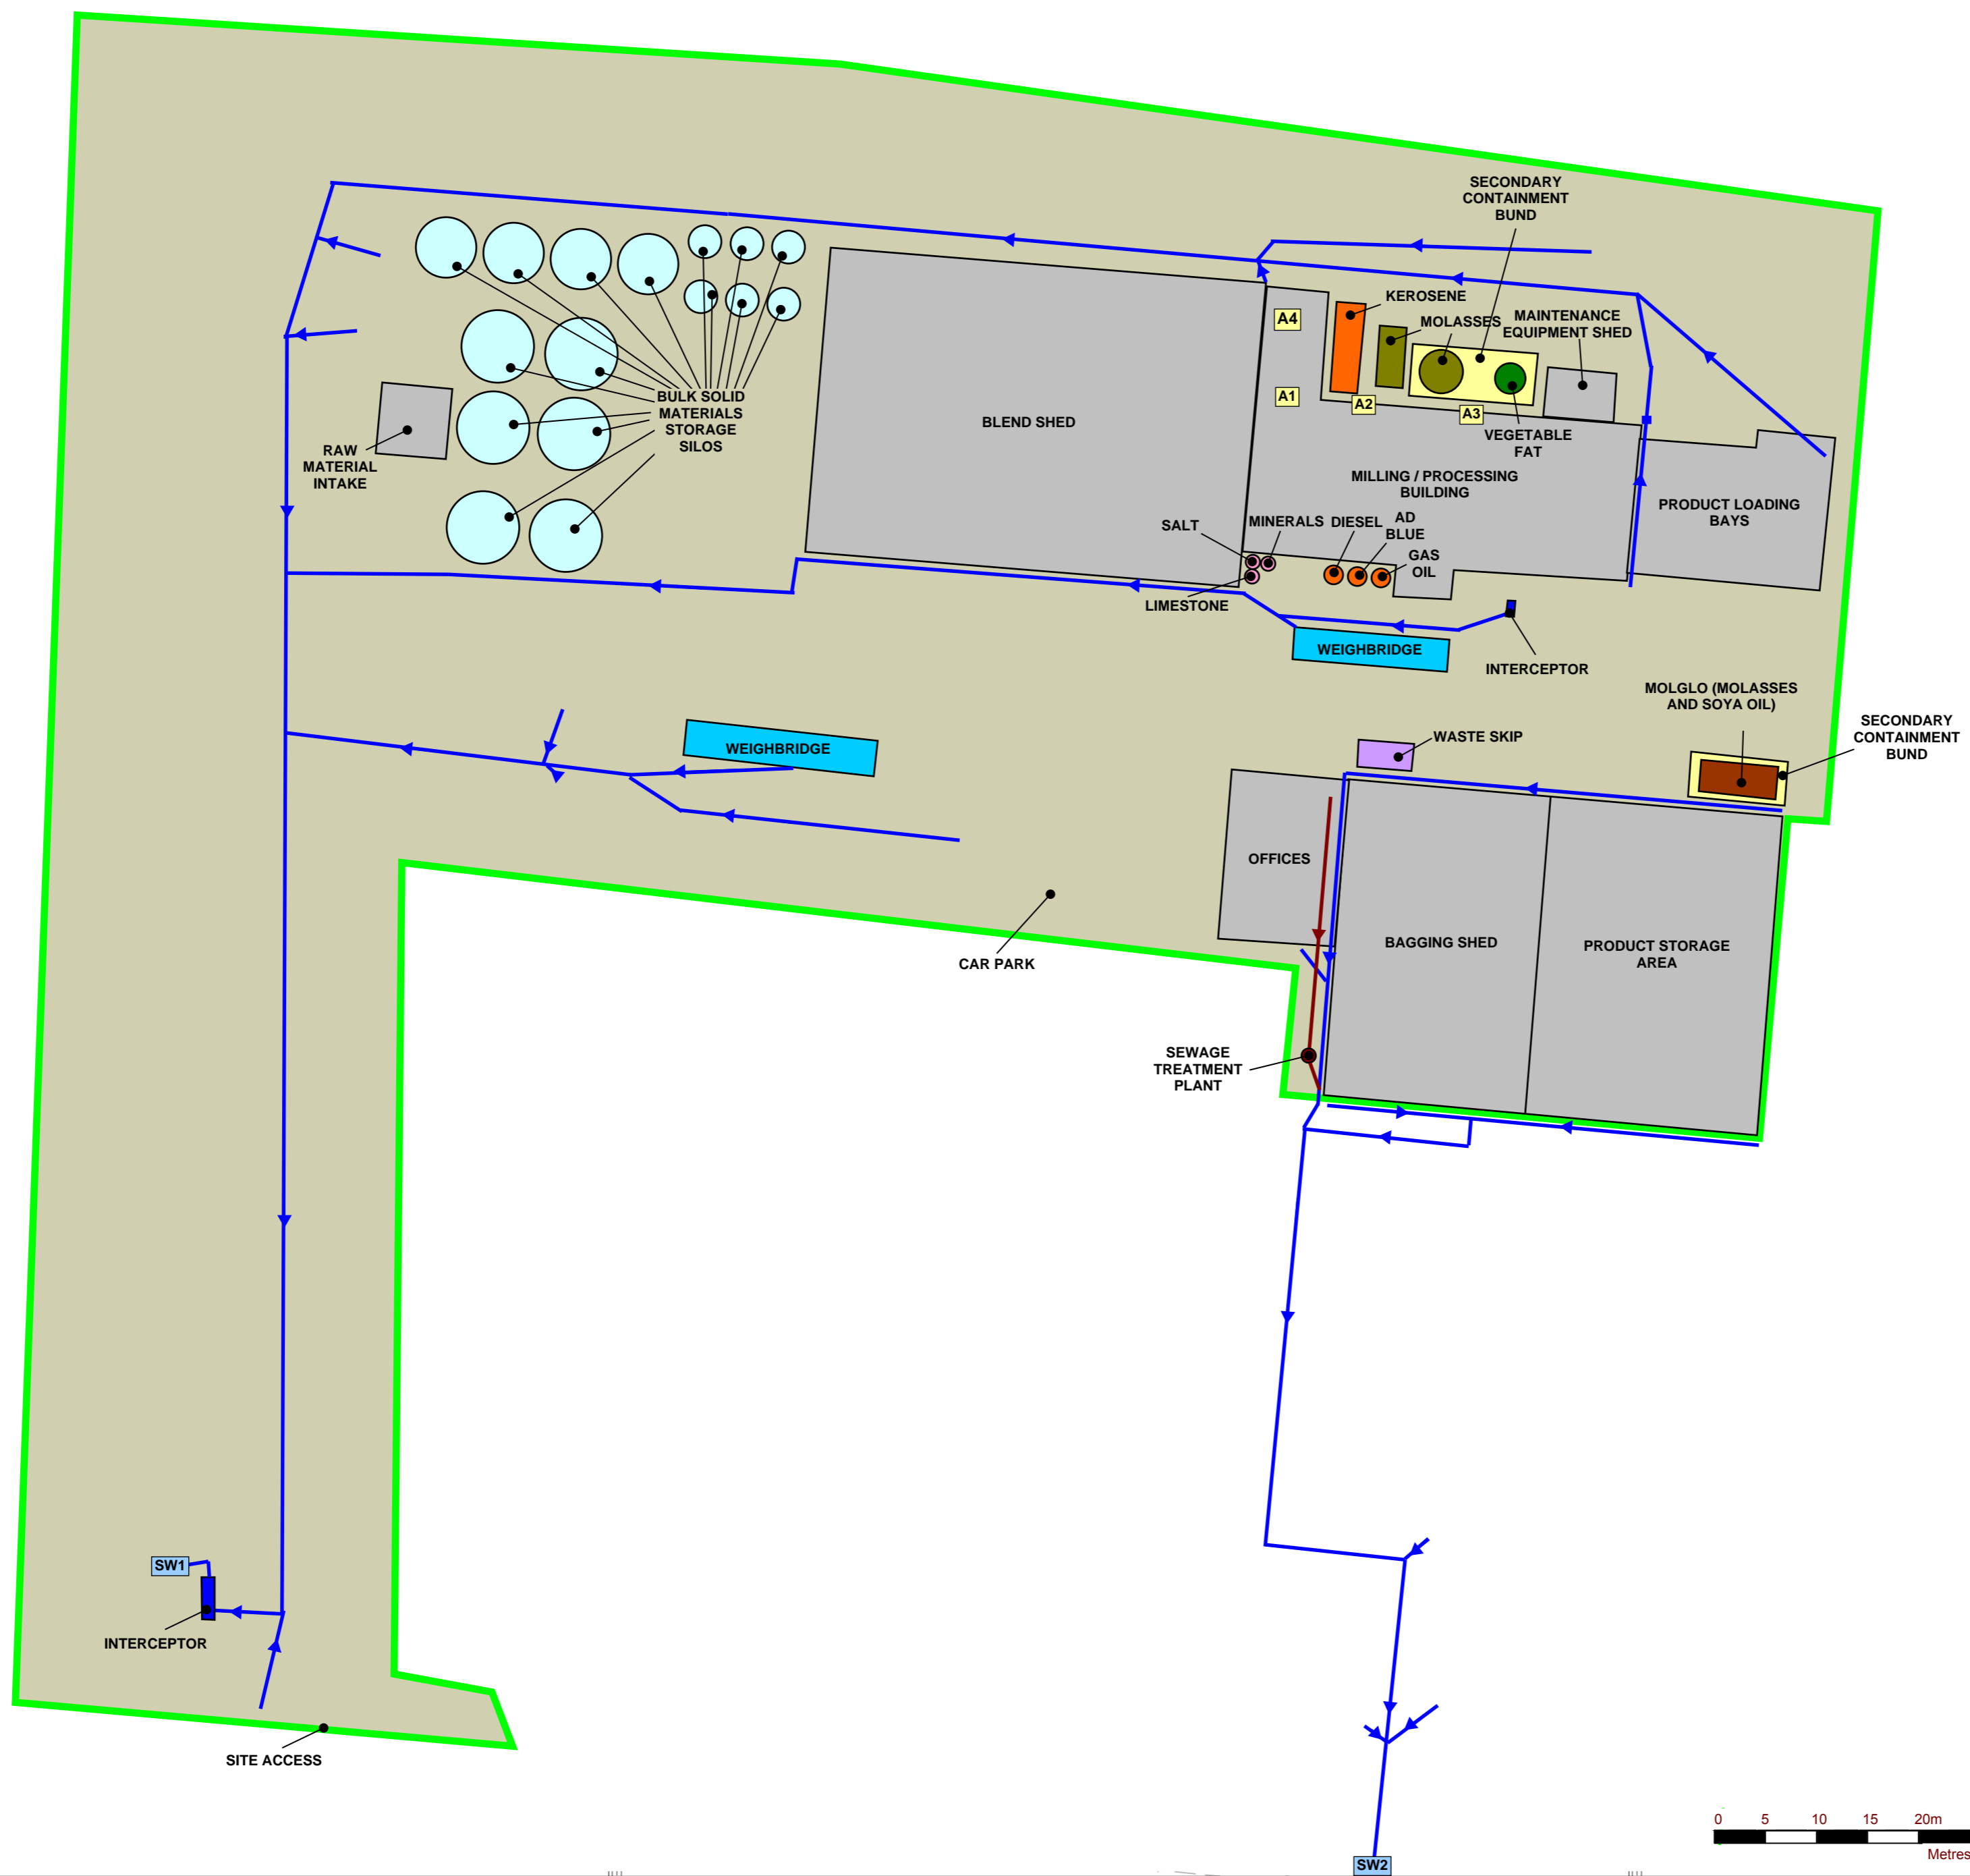 SECONDARY
CONTAINMENT
BUND
KEROSENE
MOLASSES
MAINTENANCE
EQUIPMENT SHED
A4
A1
A2
A3
VEGETABLE
FAT
BULK SOLID
MATERIALS
STORAGE
SILOS
RAW
MATERIAL
INTAKE
BLEND SHED
MILLING / PROCESSING
BUILDING
PRODUCT LOADING
BAYS
SALT
MINERALS
DIESEL
AD
BLUE
GAS
OIL
LIMESTONE
WEIGHBRIDGE
INTERCEPTOR
MOLGLO (MOLASSES
AND SOYA OIL)
SECONDARY
CONTAINMENT
BUND
WASTE SKIP
WEIGHBRIDGE
OFFICES
BAGGING SHED
PRODUCT STORAGE
AREA
CAR PARK
SEWAGE
TREATMENT
PLANT
SW1
INTERCEPTOR
SITE ACCESS
0 5 10 15 20m
Metres
SW2